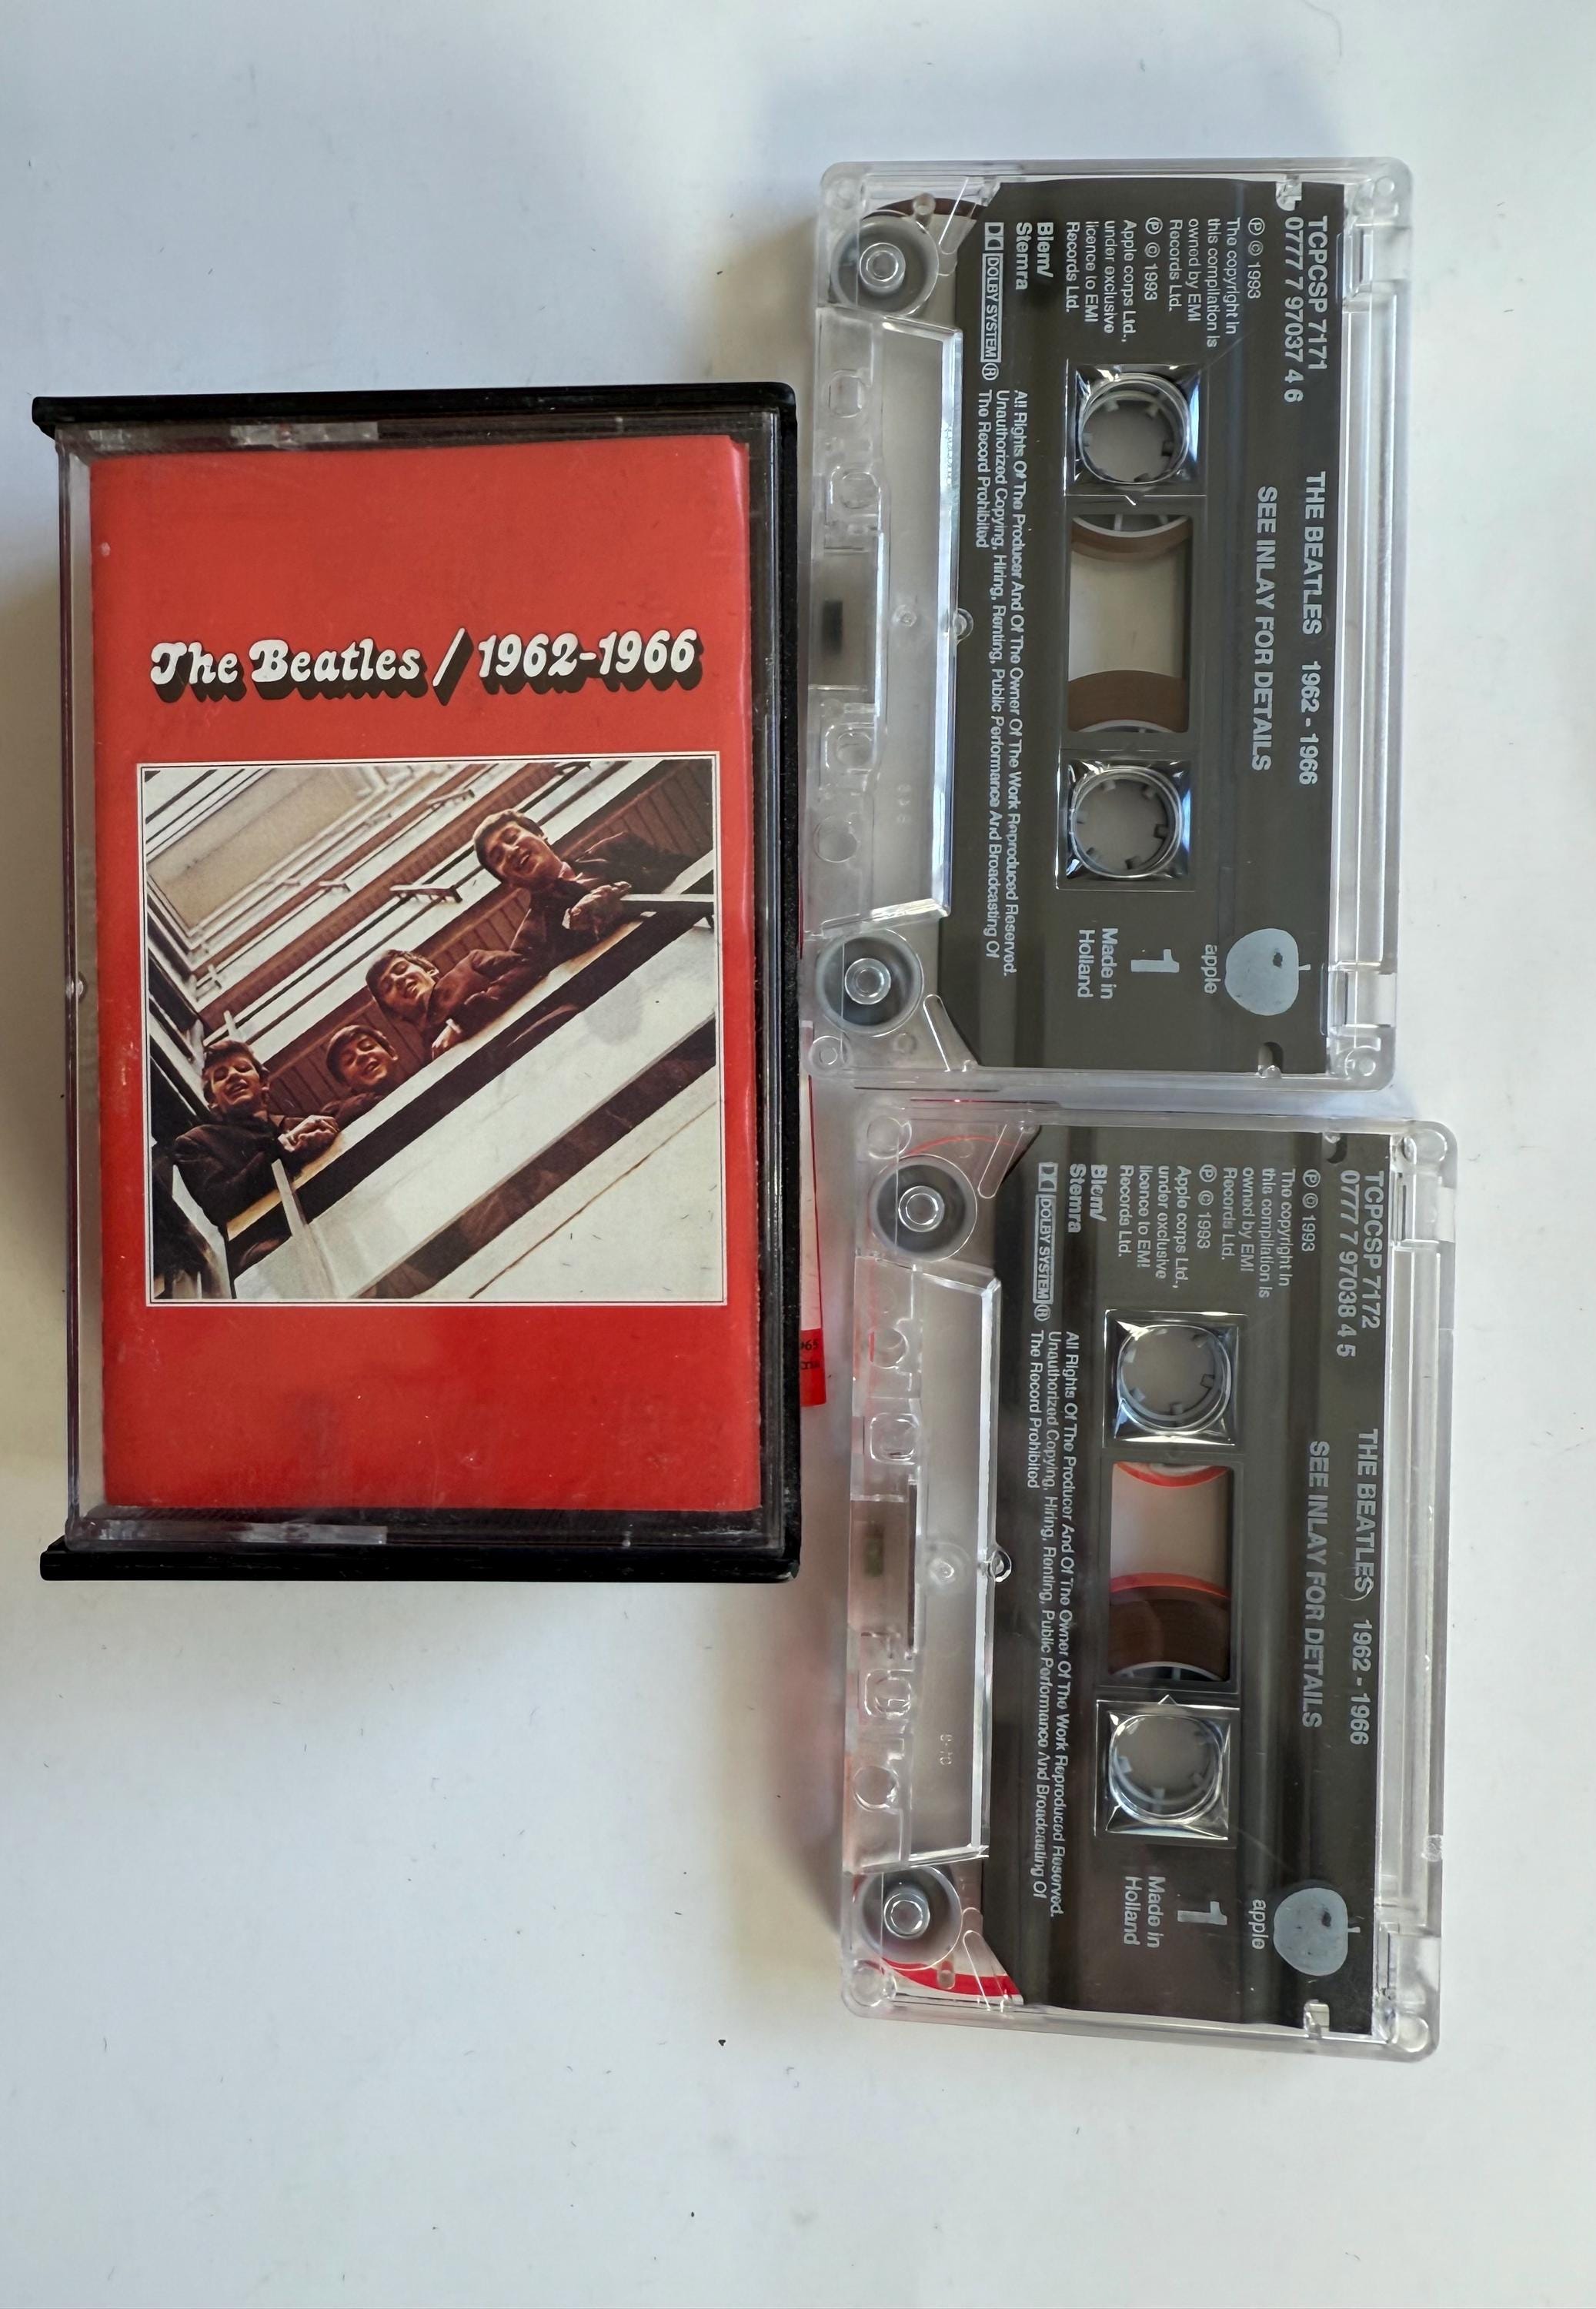 The Beatles / 1962-1966
TCPCSP 7171
0777 7 97037 4 6
THE BEATLES 1962 - 1966
SEE INLAY FOR DETAILS
℗ © 1993
The copyright in
this compilation is
owned by EMI
Records Ltd.
℗ © 1993
Apple corps Ltd.,
under exclusive
licence to EMI
Records Ltd.
Biem/
Stemra
DOLBY SYSTEM ®
apple
1
Made in
Holland
All Rights Of The Producer And Of The Owner Of The Work Reproduced Reserved.
Unauthorized Copying, Hiring, Renting, Public Performance And Broadcasting Of
The Record Prohibited
TCPCSP 7172
0777 7 97038 4 5
THE BEATLES 1962 - 1966
SEE INLAY FOR DETAILS
℗ © 1993
The copyright in
this compilation is
owned by EMI
Records Ltd.
℗ © 1993
Apple corps Ltd.,
under exclusive
licence to EMI
Records Ltd.
Biem/
Stemra
DOLBY SYSTEM ®
apple
1
Made in
Holland
All Rights Of The Producer And Of The Owner Of The Work Reproduced Reserved.
Unauthorized Copying, Hiring, Renting, Public Performance And Broadcasting Of
The Record Prohibited